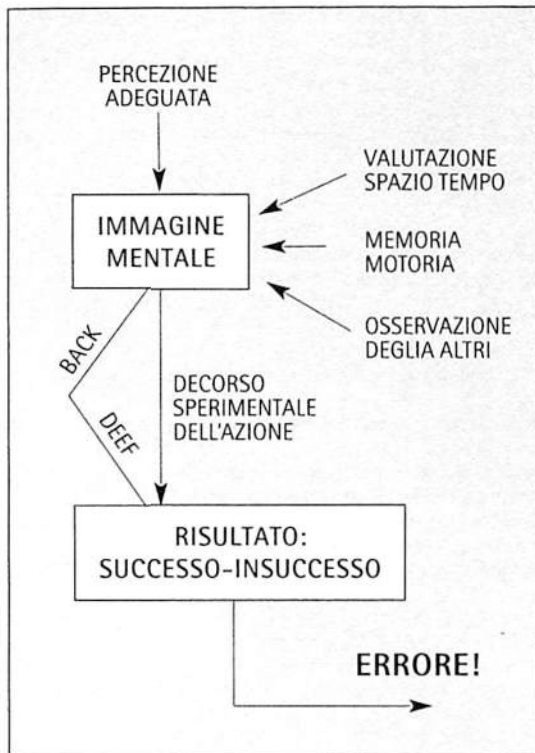 PERCEZIONE
ADEGUATA
VALUTAZIONE
SPAZIO TEMPO
IMMAGINE
MENTALE
MEMORIA
MOTORIA
OSSERVAZIONE
DEGLIA ALTRI
BACK
DEEF
DECORSO
SPERIMENTALE
DELL'AZIONE
RISULTATO:
SUCCESSO-INSUCCESSO
ERRORE!